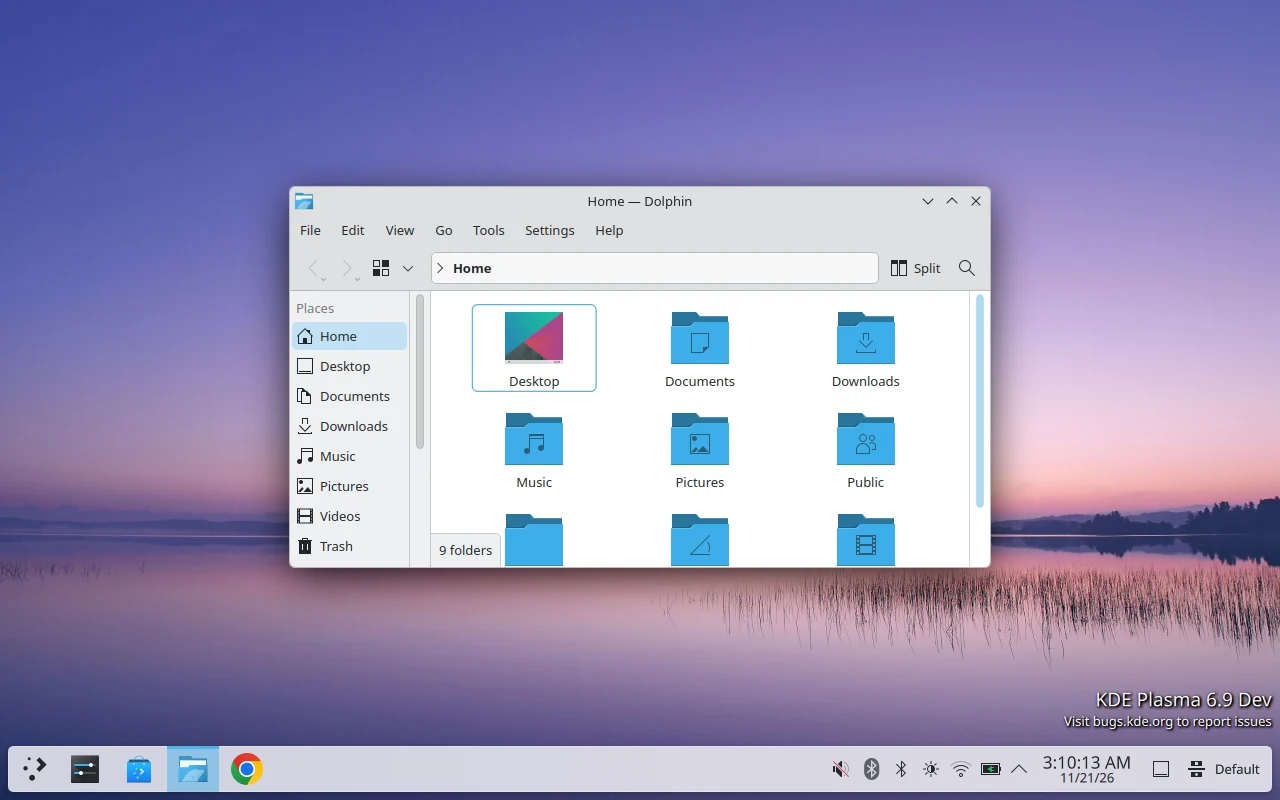 Home — Dolphin
File Edit View Go Tools Settings Help
Home Split
Places
Home
Desktop
Documents
Downloads
Music
Pictures
Videos
Trash
Desktop Documents Downloads
Music Pictures Public
9 folders
KDE Plasma 6.9 Dev
Visit bugs.kde.org to report issues
3:10:13 AM
11/21/26
Default